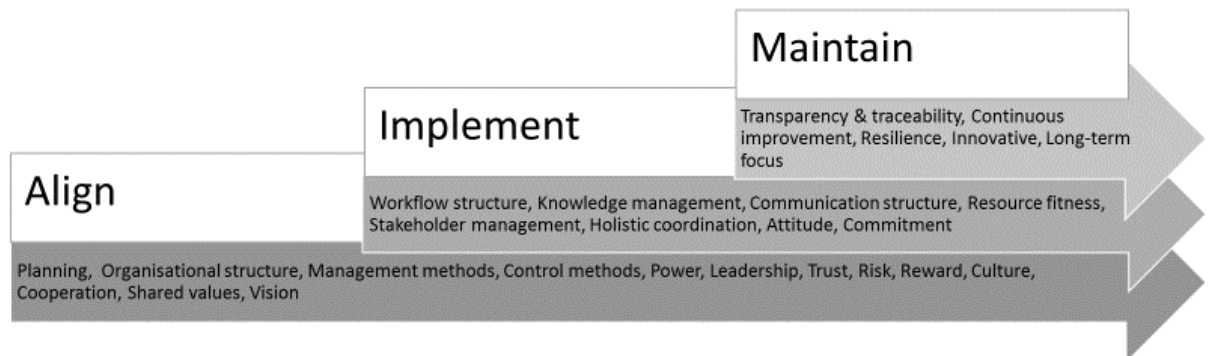 Maintain
Transparency & traceability, Continuous
improvement, Resilience, Innovative, Long-term
focus
Implement
Workflow structure, Knowledge management, Communication structure, Resource fitness,
Stakeholder management, Holistic coordination, Attitude, Commitment
Align
Planning,  Organisational structure, Management methods, Control methods, Power, Leadership, Trust, Risk, Reward, Culture,
Cooperation, Shared values, Vision